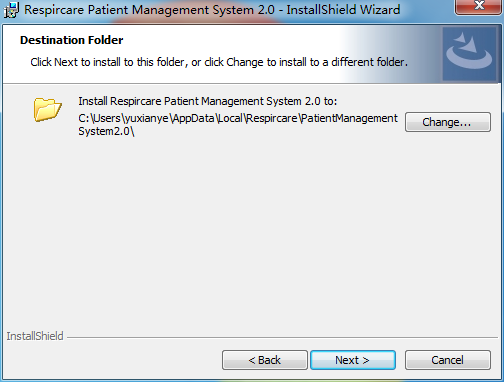 Respircare Patient Management System 2.0 - InstallShield Wizard
Destination Folder
Click Next to install to this folder, or click Change to install to a different folder.
Install Respircare Patient Management System 2.0 to:
C:\Users\yuxianye\AppData\Local\Respircare\PatientManagement
System2.0\
Change...
InstallShield
< Back
Next >
Cancel